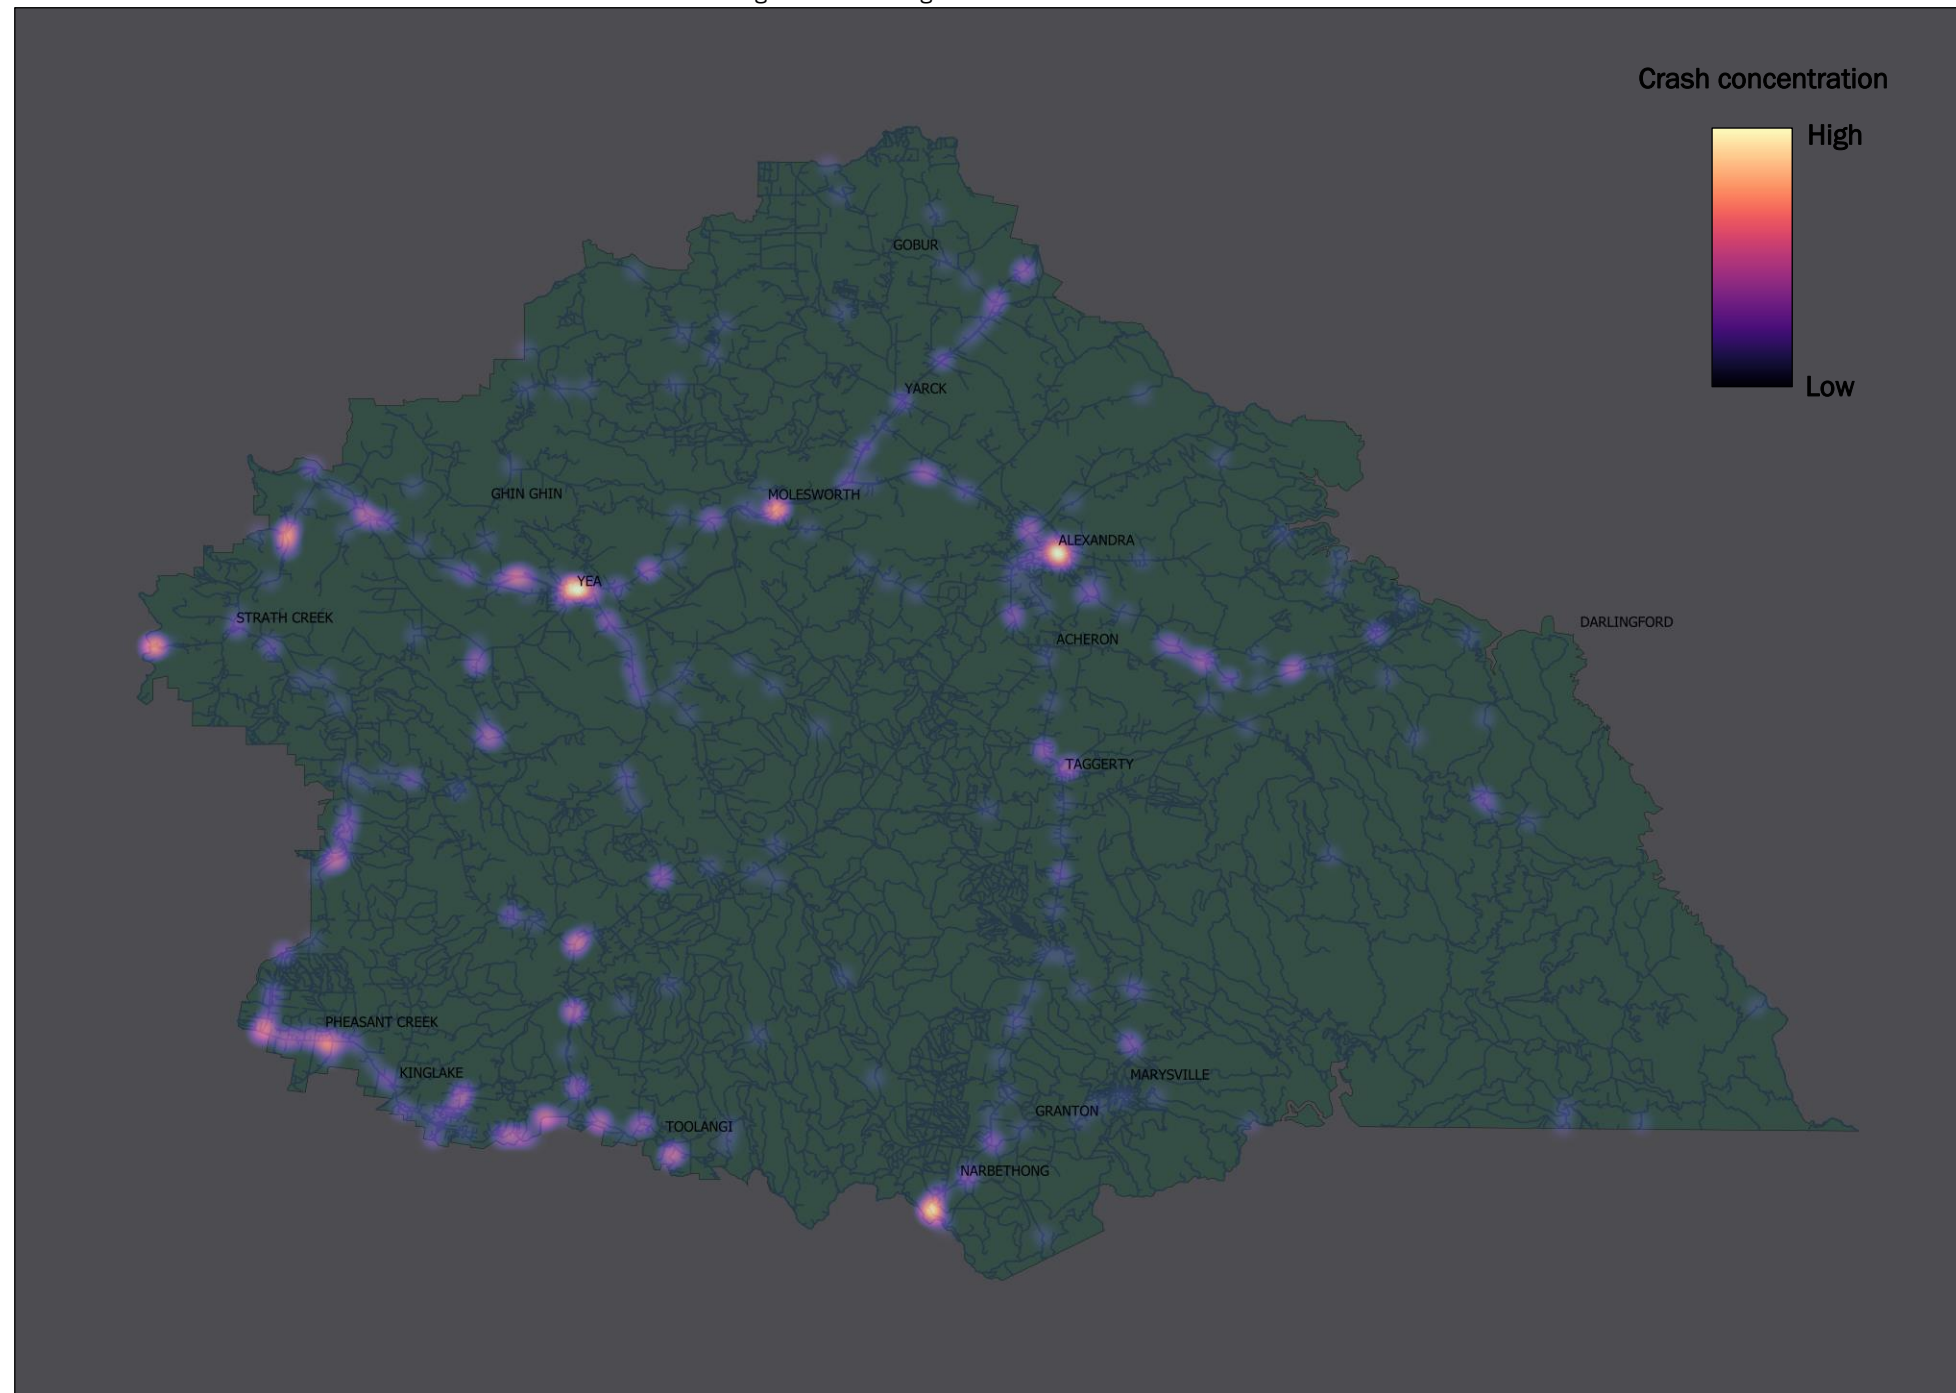 Crash concentration
High
Low
GOBUR
YARCK
GHIN GHIN
MOLESWORTH
ALEXANDRA
YEA
STRATH CREEK
DARLINGFORD
ACHERON
TAGGERTY
PHEASANT CREEK
KINGLAKE
MARYSVILLE
GRANTON
TOOLANGI
NARBETHONG